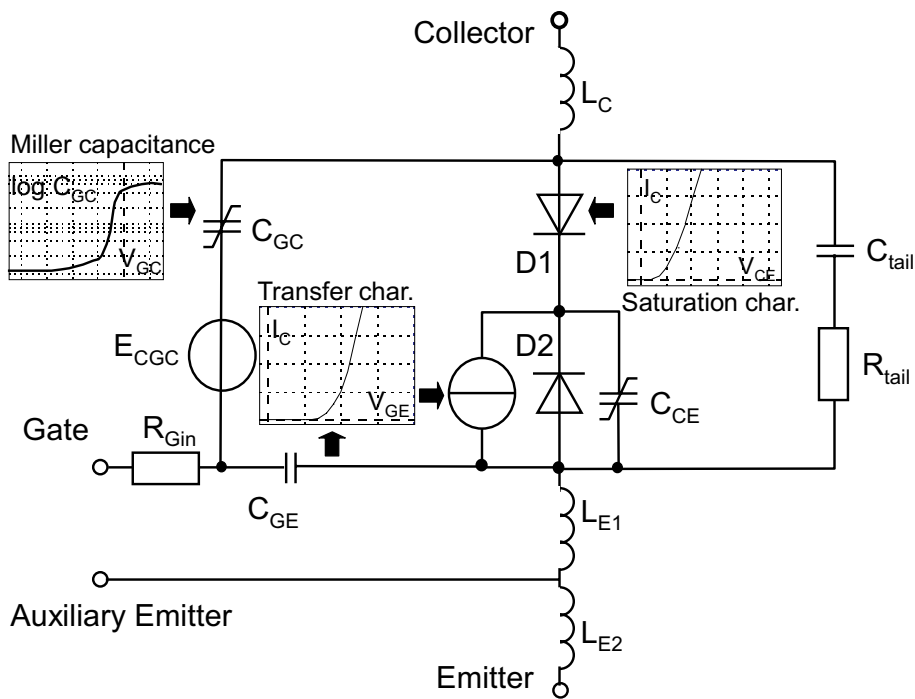 Collector
L_C
Miller capacitance
log C_GC
V_GC
C_GC
I_C
V_CE
D1
Saturation char.
C_tail
Transfer char.
I_C
V_GE
E_CGC
D2
C_CE
R_tail
Gate
R_Gin
C_GE
L_E1
Auxiliary Emitter
L_E2
Emitter